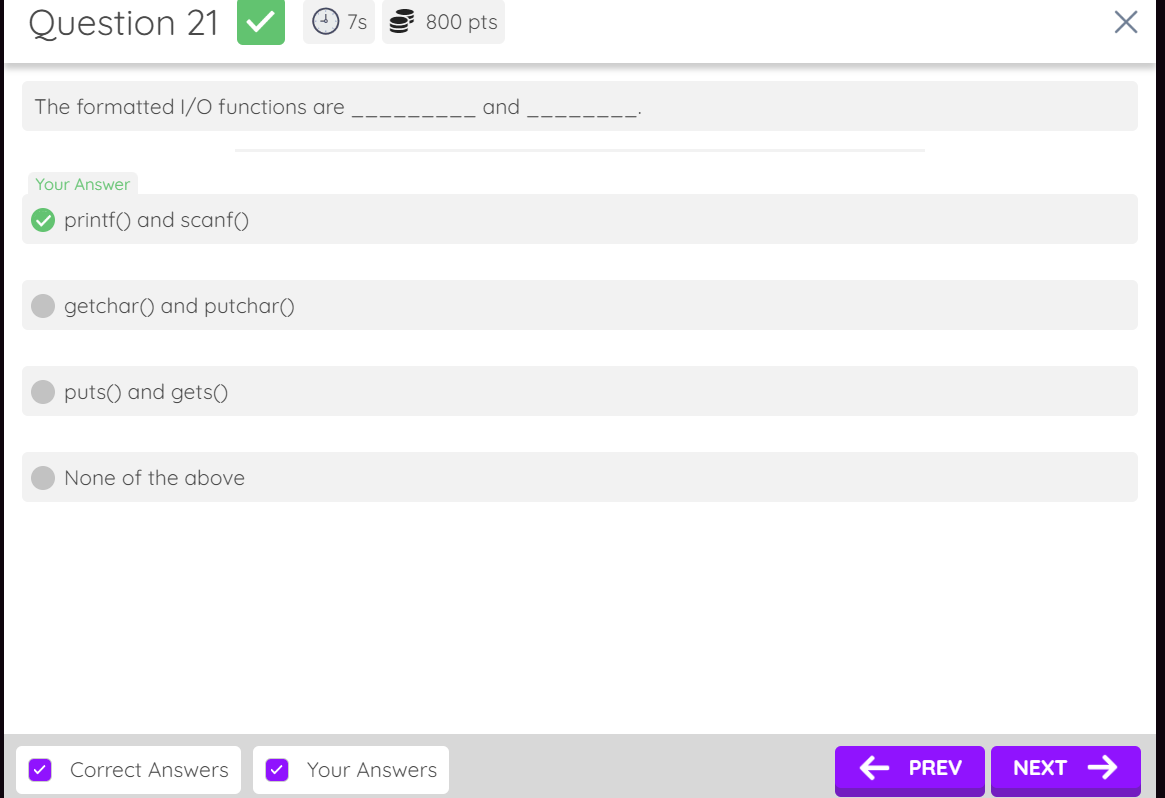 Question 21 7s 800 pts
The formatted I/O functions are _________ and ________.
Your Answer
printf() and scanf()
getchar() and putchar()
puts() and gets()
None of the above
Correct Answers Your Answers PREV NEXT